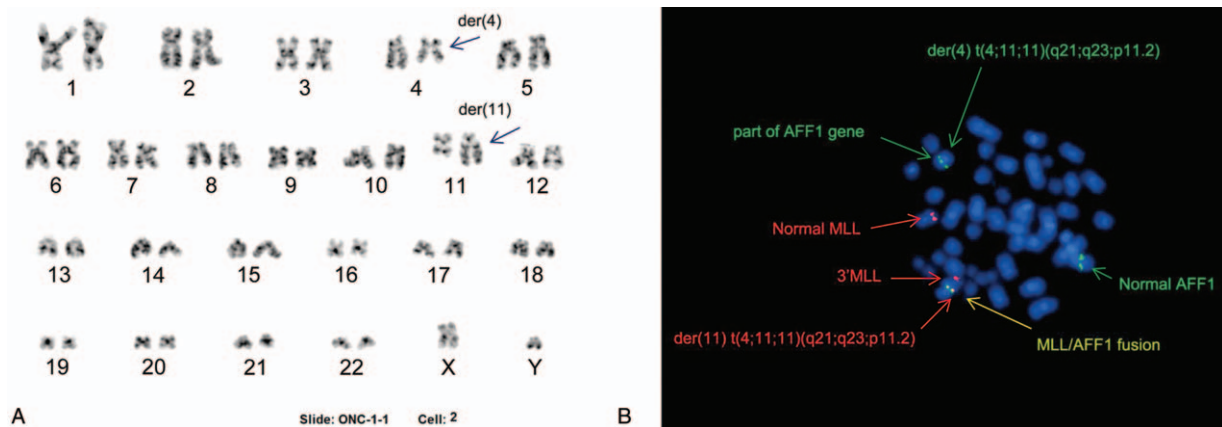 der(4)
1 2 3 4 5
der(11)
6 7 8 9 10 11 12
13 14 15 16 17 18
19 20 21 22 X Y
A
Slide: ONC-1-1 Cell: 2
B
der(4) t(4;11;11)(q21;q23;p11.2)
part of AFF1 gene
Normal MLL
3'MLL
Normal AFF1
der(11) t(4;11;11)(q21;q23;p11.2)
MLL/AFF1 fusion